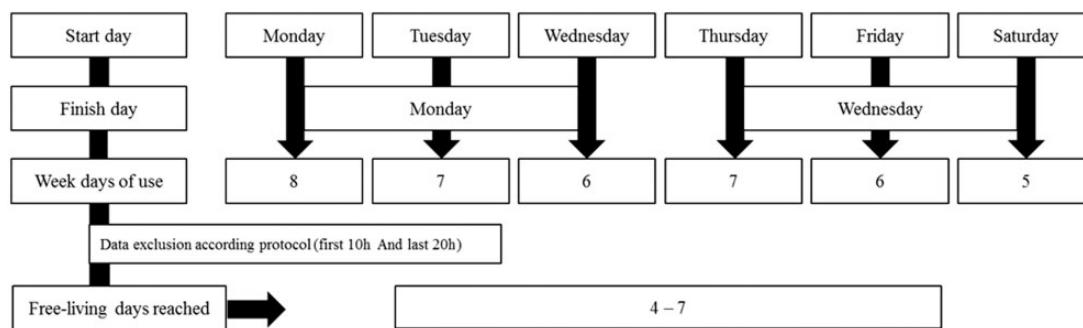 Start day Monday Tuesday Wednesday Thursday Friday Saturday
Finish day Monday Wednesday
Week days of use 8 7 6 7 6 5
Data exclusion according protocol (first 10h And last 20h)
Free-living days reached 4 – 7